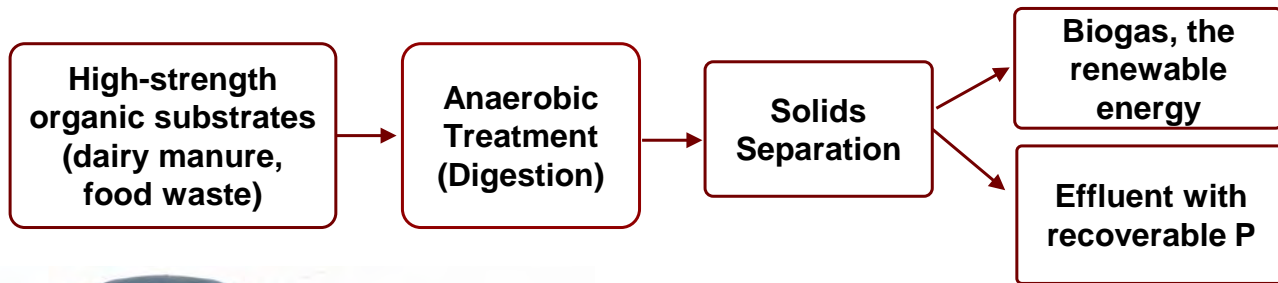 High-strength
organic substrates
(dairy manure,
food waste)
Anaerobic
Treatment
(Digestion)
Solids
Separation
Biogas, the
renewable
energy
Effluent with
recoverable P